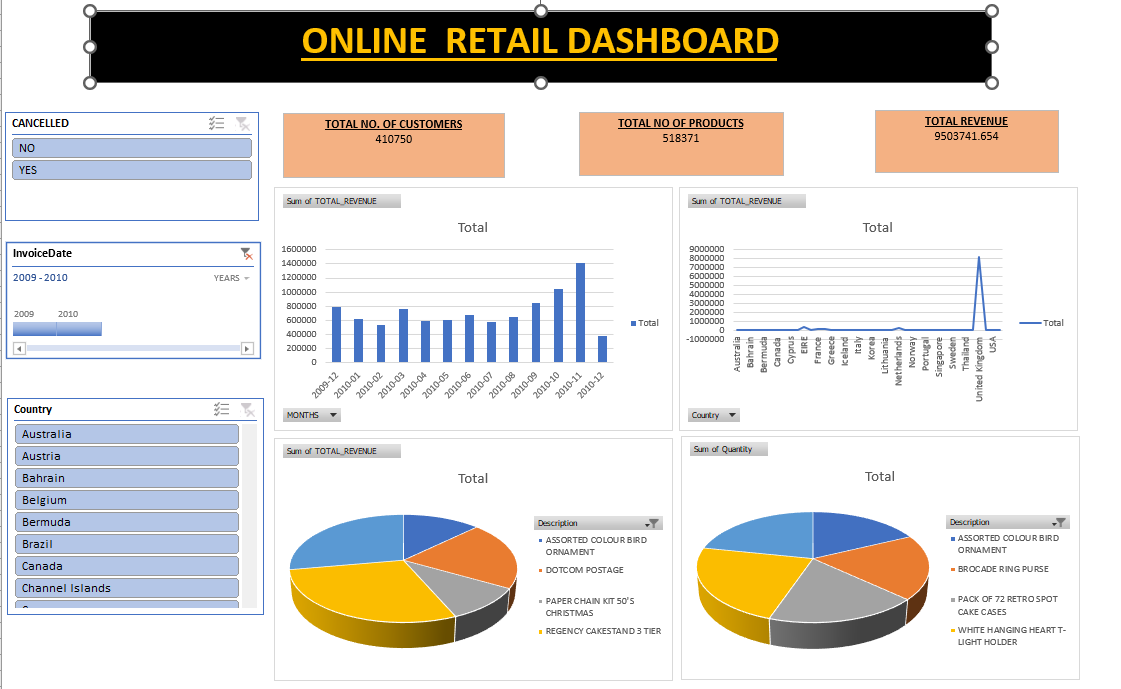 ONLINE RETAIL DASHBOARD
CANCELLED
NO
YES
TOTAL NO. OF CUSTOMERS
410750
TOTAL NO OF PRODUCTS
518371
TOTAL REVENUE
9503741.654
InvoiceDate
2009 - 2010
YEARS
2009
2010
Country
Australia
Austria
Bahrain
Belgium
Bermuda
Brazil
Canada
Channel Islands
Sum of TOTAL_REVENUE
Total
1600000
1400000
1200000
1000000
800000
600000
400000
200000
0
2009-12
2010-01
2010-02
2010-03
2010-04
2010-05
2010-06
2010-07
2010-08
2010-09
2010-10
2010-11
2010-12
Total
MONTHS
Sum of TOTAL_REVENUE
Total
9000000
8000000
7000000
6000000
5000000
4000000
3000000
2000000
1000000
0
-1000000
Australia
Bahrain
Bermuda
Canada
Cyprus
EIRE
France
Greece
Iceland
Italy
Korea
Lithuania
Netherlands
Norway
Portugal
Singapore
Sweden
Thailand
United Kingdom
USA
Total
Country
Sum of TOTAL_REVENUE
Total
Description
ASSORTED COLOUR BIRD
ORNAMENT
DOTCOM POSTAGE
PAPER CHAIN KIT 50'S
CHRISTMAS
REGENCY CAKESTAND 3 TIER
Sum of Quantity
Total
Description
ASSORTED COLOUR BIRD
ORNAMENT
BROCADE RING PURSE
PACK OF 72 RETRO SPOT
CAKE CASES
WHITE HANGING HEART T-
LIGHT HOLDER